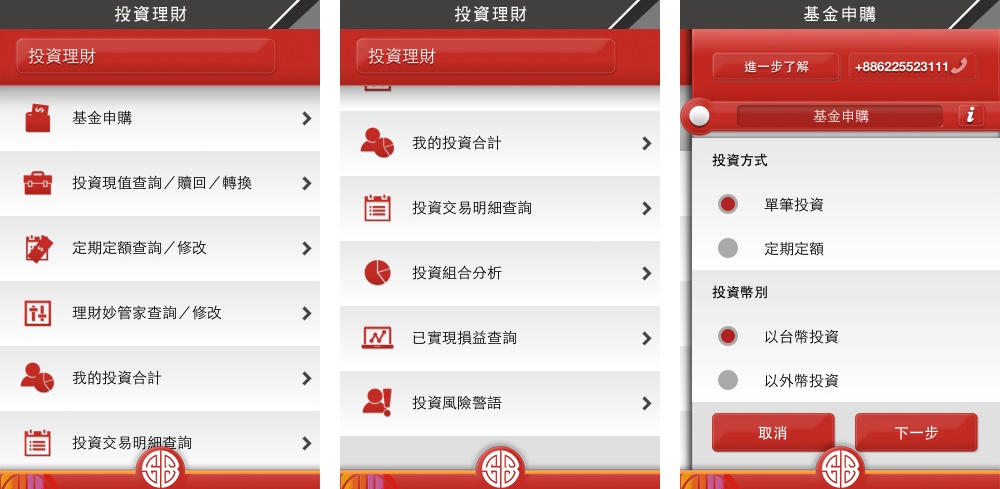 投資理財
投資理財
基金申購
投資現值查詢／贖回／轉換
定期定額查詢／修改
理財妙管家查詢／修改
我的投資合計
投資交易明細查詢
投資理財
投資理財
我的投資合計
投資交易明細查詢
投資組合分析
已實現損益查詢
投資風險警語
基金申購
進一步了解
+886225523111
基金申購
i
投資方式
單筆投資
定期定額
投資幣別
以台幣投資
以外幣投資
取消
下一步